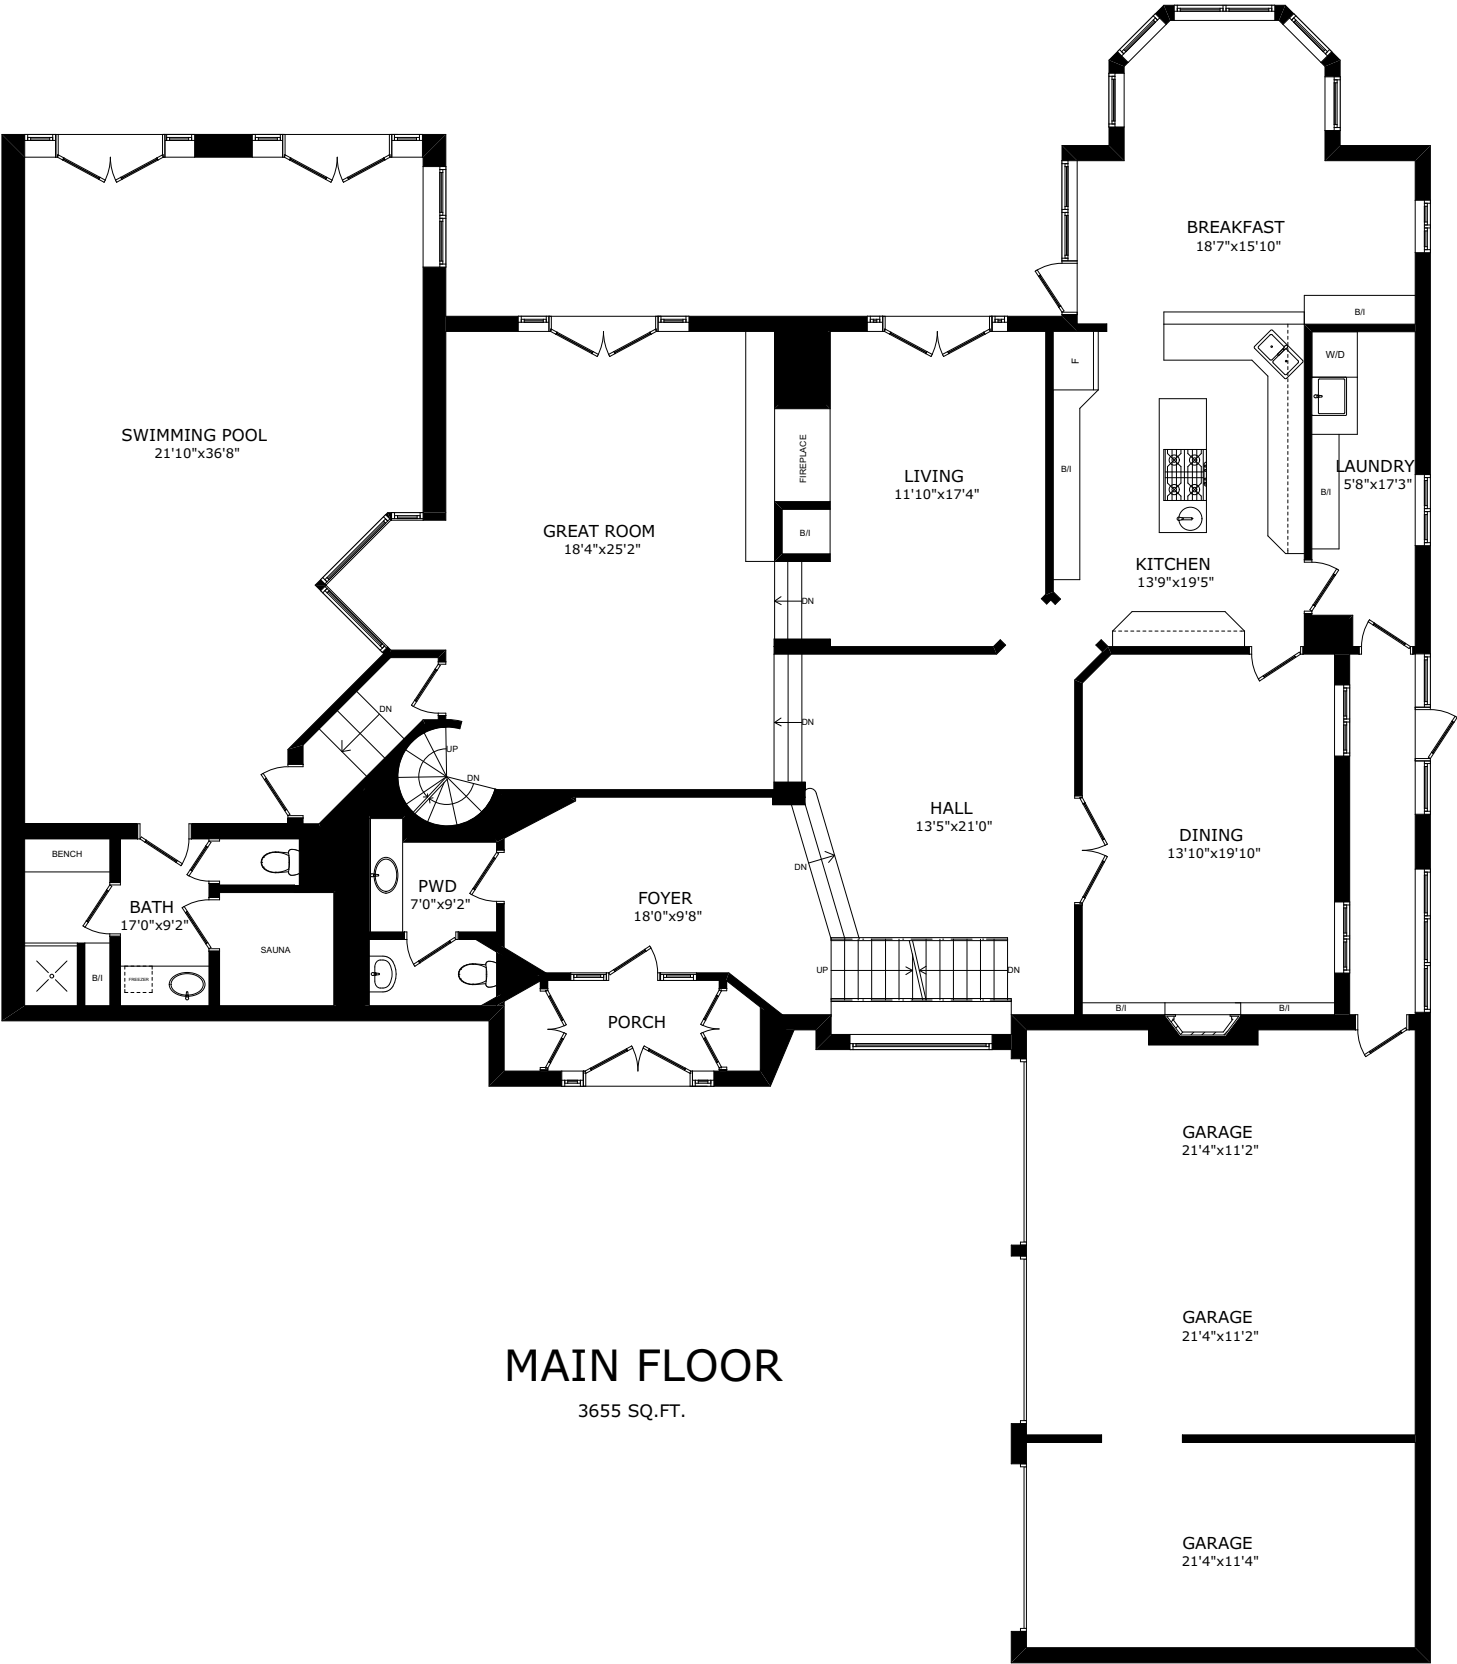 BREAKFAST
18'7"x15'10"
B/I
W/D
F
SWIMMING POOL
21'10"x36'8"
FIREPLACE
LIVING
11'10"x17'4"
B/I
LAUNDRY
5'8"x17'3"
B/I
GREAT ROOM
18'4"x25'2"
B/I
KITCHEN
13'9"x19'5"
DN
DN
DN
UP
DN
HALL
13'5"x21'0"
DINING
13'10"x19'10"
BENCH
DN
PWD
7'0"x9'2"
FOYER
18'0"x9'8"
BATH
17'0"x9'2"
SAUNA
B/I
FREEZER
UP
DN
PORCH
B/I
B/I
GARAGE
21'4"x11'2"
GARAGE
21'4"x11'2"
MAIN FLOOR
3655 SQ.FT.
GARAGE
21'4"x11'4"